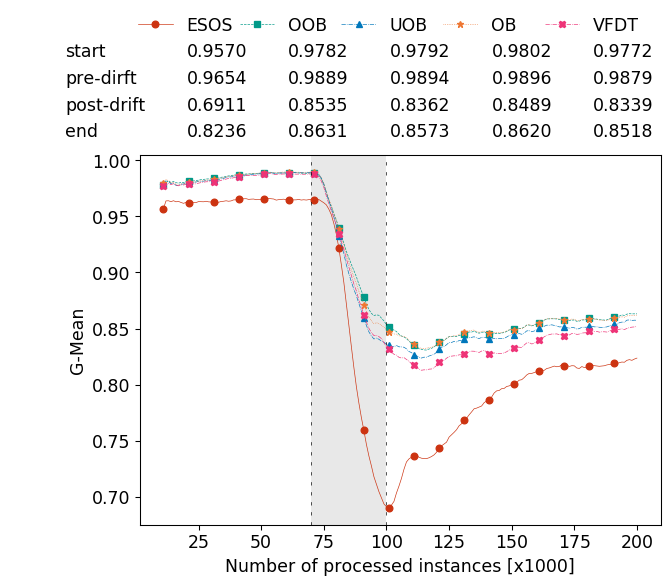 ESOS OOB UOB OB VFDT
start 0.9570 0.9782 0.9792 0.9802 0.9772
pre-dirft 0.9654 0.9889 0.9894 0.9896 0.9879
post-drift 0.6911 0.8535 0.8362 0.8489 0.8339
end 0.8236 0.8631 0.8573 0.8620 0.8518
1.00
0.95
0.90
0.85
0.80
0.75
0.70
G-Mean
25 50 75 100 125 150 175 200
Number of processed instances [x1000]